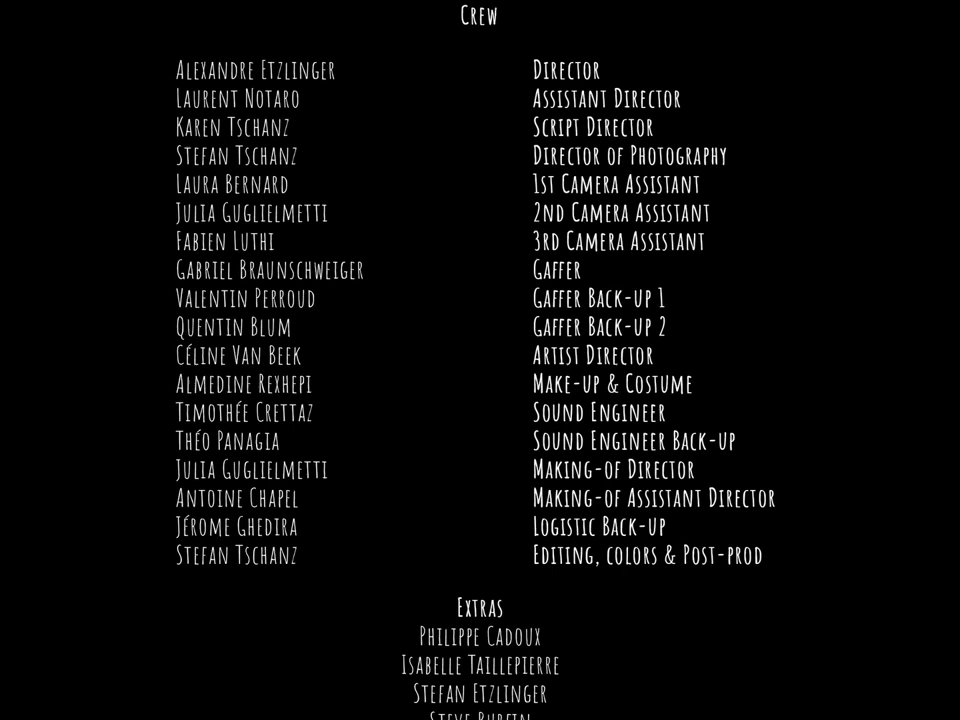 Crew
Alexandre Etzlinger Director
Laurent Notaro Assistant Director
Karen Tschanz Script Director
Stefan Tschanz Director of Photography
Laura Bernard 1st Camera Assistant
Julia Guglielmetti 2nd Camera Assistant
Fabien Luthi 3rd Camera Assistant
Gabriel Braunschweiger Gaffer
Valentin Perroud Gaffer Back-up 1
Quentin Blum Gaffer Back-up 2
Céline Van Beek Artist Director
Almedine Rexhepi Make-up & Costume
Timothée Crettaz Sound Engineer
Théo Panagia Sound Engineer Back-up
Julia Guglielmetti Making-of Director
Antoine Chapel Making-of Assistant Director
Jérome Ghedira Logistic Back-up
Stefan Tschanz Editing, colors & Post-prod
Extras
Philippe Cadoux
Isabelle Taillepierre
Stefan Etzlinger
Steve